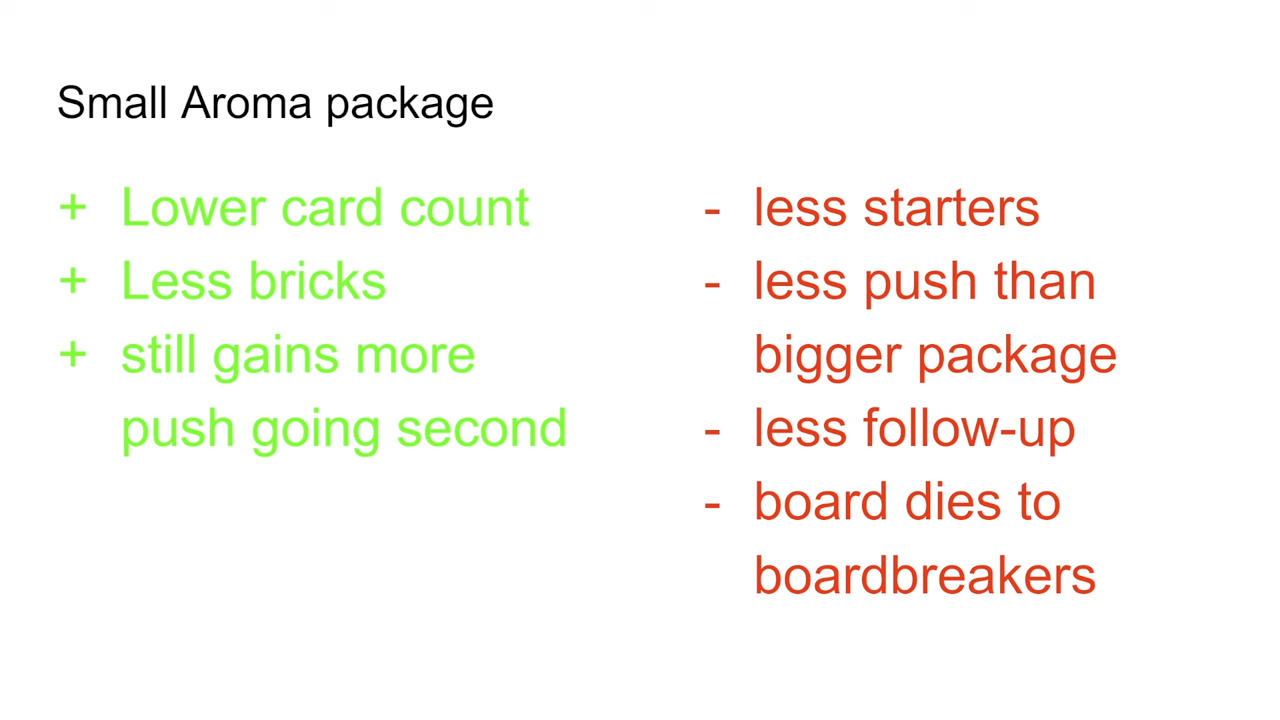 Small Aroma package
+ Lower card count
+ Less bricks
+ still gains more
push going second
- less starters
- less push than
bigger package
- less follow-up
- board dies to
boardbreakers